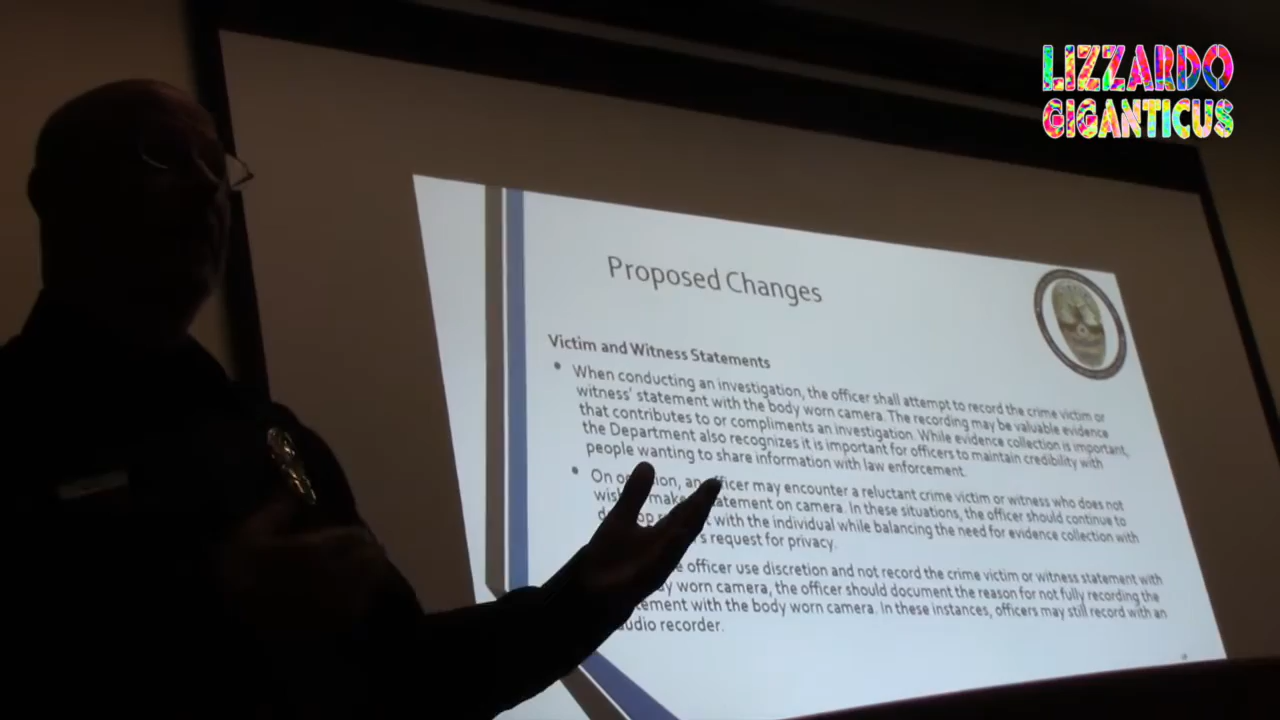 LIZZARDO
GIGANTICUS
Proposed Changes
Victim and Witness Statements
• When conducting an investigation, the officer shall attempt to record the crime victim or
witness' statement with the body worn camera. The recording may be valuable evidence
that contributes to or compliments an investigation. While evidence collection is important,
the Department also recognizes it is important for officers to maintain credibility with
people wanting to share information with law enforcement.
• On officer may encounter a reluctant crime victim or witness who does not
make statement on camera. In these situations, the officer should continue to
with the individual while balancing the need for evidence collection with
request for privacy.
officer use discretion and not record the crime victim or witness statement with
worn camera, the officer should document the reason for not fully recording the
with the body worn camera. In these instances, officers may still record with an
recorder.